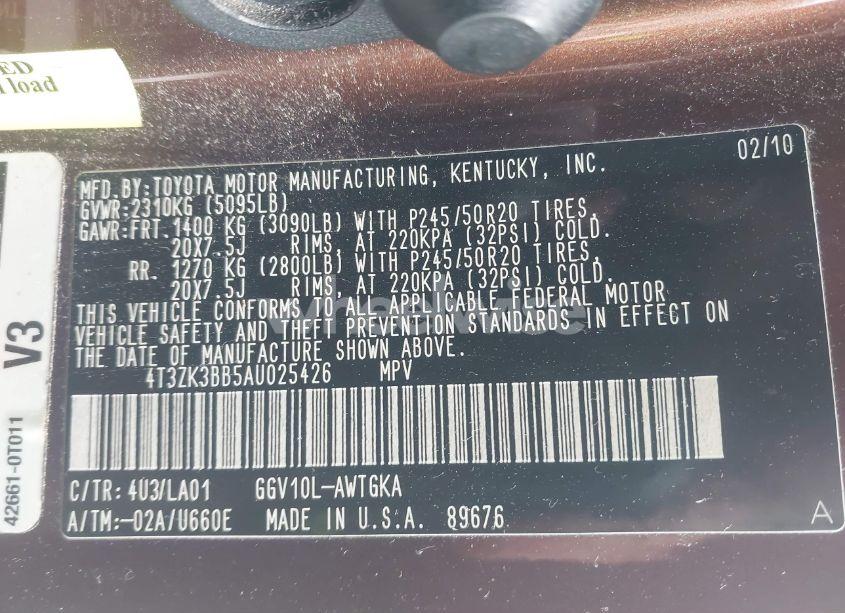 ED
load
02/10
MFD.BY:TOYOTA MOTOR MANUFACTURING, KENTUCKY, INC.
GVWR:2310KG (5095LB)
GAWR:FRT. 1400 KG (3090LB) WITH P245/50R20 TIRES,
20X7.5J RIMS, AT 220KPA (32PSI) COLD.
RR. 1270 KG (2800LB) WITH P245/50R20 TIRES,
20X7.5J RIMS, AT 220KPA (32PSI) COLD.
THIS VEHICLE CONFORMS TO ALL APPLICABLE FEDERAL MOTOR
VEHICLE SAFETY AND THEFT PREVENTION STANDARDS IN EFFECT ON
THE DATE OF MANUFACTURE SHOWN ABOVE.
4T3ZK3BB5AU025426 MPV
C/TR: 4U3/LA01 GGV10L-AWTGKA
A/TM:-02A/U660E MADE IN U.S.A. 89676
A
V3
42661-0T011